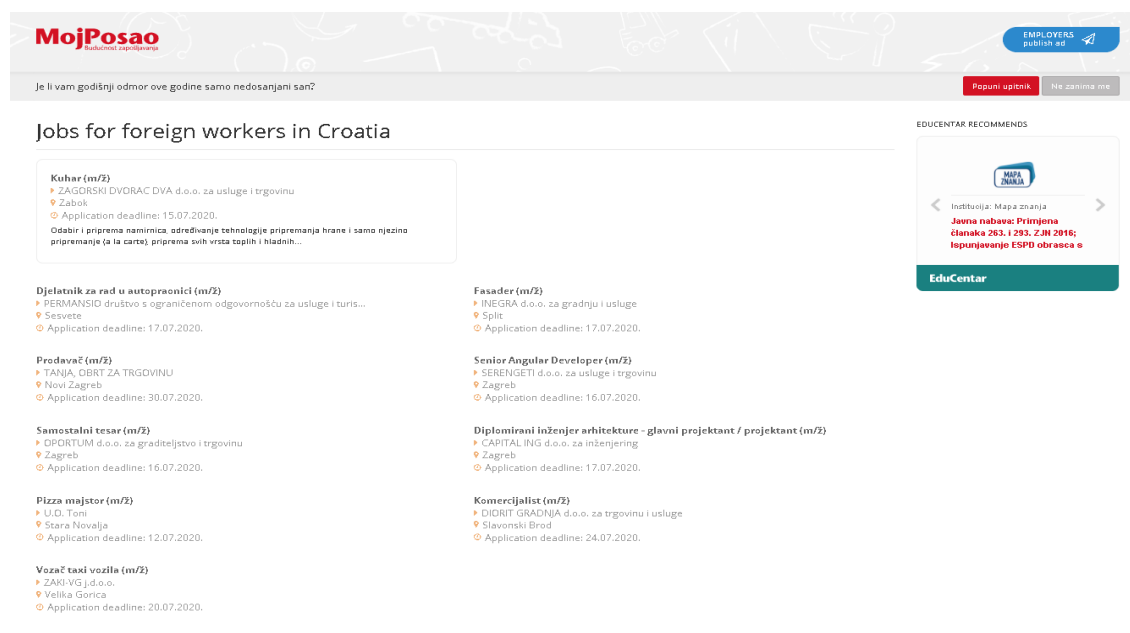 MojPosao
Budućnost zapošljavanja
EMPLOYERS
publish ad
Je li vam godišnji odmor ove godine samo nedosanjani san?
Popuni upitnik
Ne zanima me
Jobs for foreign workers in Croatia
Kuhar (m/ž)
ZAGORSKI DVORAC DVA d.o.o. za usluge i trgovinu
Zabok
Application deadline: 15.07.2020.
Odabir i priprema namirnica, određivanje tehnologije pripremanja hrane i samo njezino
pripremanje (a la carte), priprema svih vrsta toplih i hladnih...
Djelatnik za rad u autopraonici (m/ž)
PERMANSIO društvo s ograničenom odgovornošću za usluge i turis...
Sesvete
Application deadline: 17.07.2020.
Fasader (m/ž)
INEGRA d.o.o. za gradnju i usluge
Split
Application deadline: 17.07.2020.
Prodavač (m/ž)
TANJA, OBRT ZA TRGOVINU
Novi Zagreb
Application deadline: 30.07.2020.
Senior Angular Developer (m/ž)
SERENGETI d.o.o. za usluge i trgovinu
Zagreb
Application deadline: 16.07.2020.
Samostalni tesar (m/ž)
OPORTUM d.o.o. za graditeljstvo i trgovinu
Zagreb
Application deadline: 16.07.2020.
Diplomirani inženjer arhitekture - glavni projektant / projektant (m/ž)
CAPITAL ING d.o.o. za inženjering
Zagreb
Application deadline: 17.07.2020.
Pizza majstor (m/ž)
U.O. Toni
Stara Novalja
Application deadline: 12.07.2020.
Komercijalist (m/ž)
DIDRIT GRADNJA d.o.o. za trgovinu i usluge
Slavonski Brod
Application deadline: 24.07.2020.
Vozač taxi vozila (m/ž)
ZAKI-VG j.d.o.o.
Velika Gorica
Application deadline: 20.07.2020.
EDUCENTAR RECOMMENDS
MAPA
ZNANJA
Institucija: Mapa znanja
Javna nabava: Primjena
članaka 263. i 293. ZJN 2016;
Ispunjavanje ESPD obrasca s
EduCentar